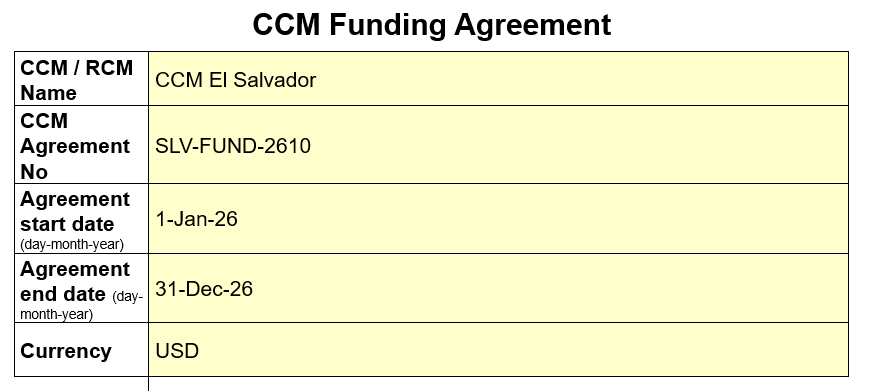 CCM Funding Agreement
CCM / RCM
Name
CCM El Salvador
CCM
Agreement
No
SLV-FUND-2610
Agreement
start date
(day-month-year)
1-Jan-26
Agreement
end date (day-
month-year)
31-Dec-26
Currency
USD